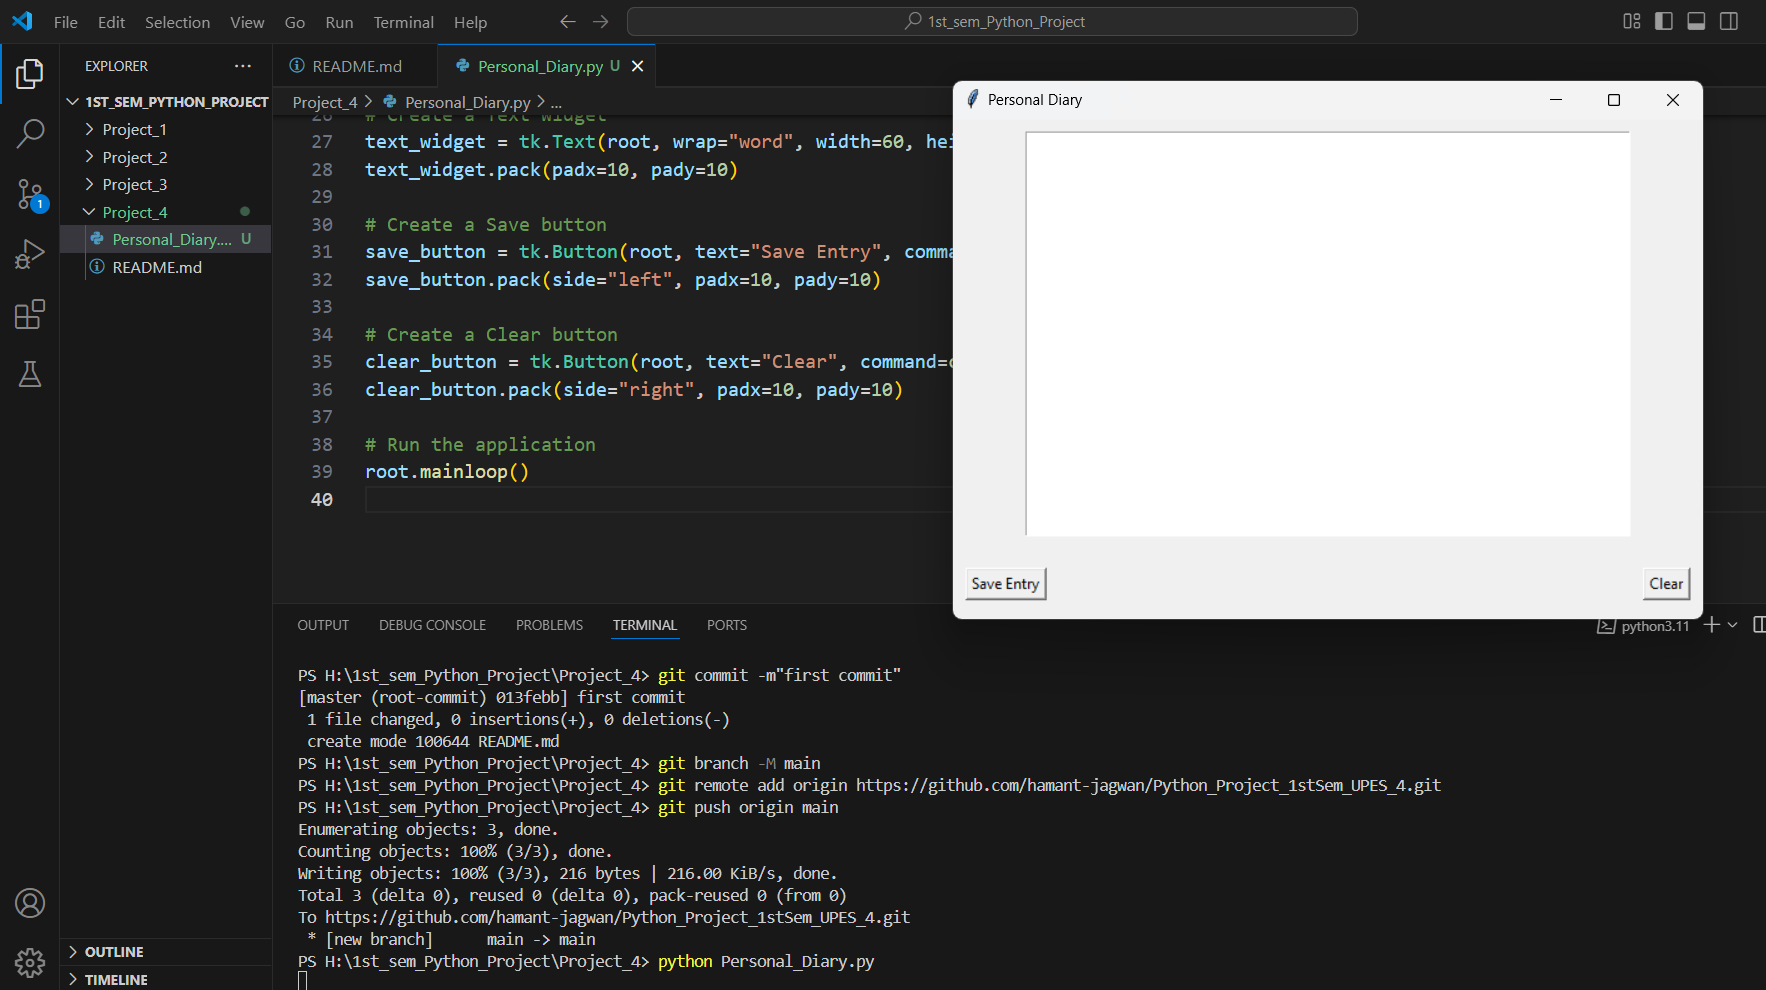 File Edit Selection View Go Run Terminal Help
1st_sem_Python_Project
EXPLORER
1ST_SEM_PYTHON_PROJECT
Project_1
Project_2
Project_3
Project_4
Personal_Diary.... U
README.md
1
README.md
Personal_Diary.py U
Project_4 > Personal_Diary.py > ...
26 # Create a Text widget
27 text_widget = tk.Text(root, wrap="word", width=60, hei
28 text_widget.pack(padx=10, pady=10)
29
30 # Create a Save button
31 save_button = tk.Button(root, text="Save Entry", comma
32 save_button.pack(side="left", padx=10, pady=10)
33
34 # Create a Clear button
35 clear_button = tk.Button(root, text="Clear", command=
36 clear_button.pack(side="right", padx=10, pady=10)
37
38 # Run the application
39 root.mainloop()
40
Personal Diary
Save Entry
Clear
OUTPUT DEBUG CONSOLE PROBLEMS TERMINAL PORTS
python3.11
PS H:\1st_sem_Python_Project\Project_4> git commit -m"first commit"
[master (root-commit) 013febb] first commit
1 file changed, 0 insertions(+), 0 deletions(-)
create mode 100644 README.md
PS H:\1st_sem_Python_Project\Project_4> git branch -M main
PS H:\1st_sem_Python_Project\Project_4> git remote add origin https://github.com/hamant-jagwan/Python_Project_1stSem_UPES_4.git
PS H:\1st_sem_Python_Project\Project_4> git push origin main
Enumerating objects: 3, done.
Counting objects: 100% (3/3), done.
Writing objects: 100% (3/3), 216 bytes | 216.00 KiB/s, done.
Total 3 (delta 0), reused 0 (delta 0), pack-reused 0 (from 0)
To https://github.com/hamant-jagwan/Python_Project_1stSem_UPES_4.git
* [new branch] main -> main
PS H:\1st_sem_Python_Project\Project_4> python Personal_Diary.py
OUTLINE
TIMELINE